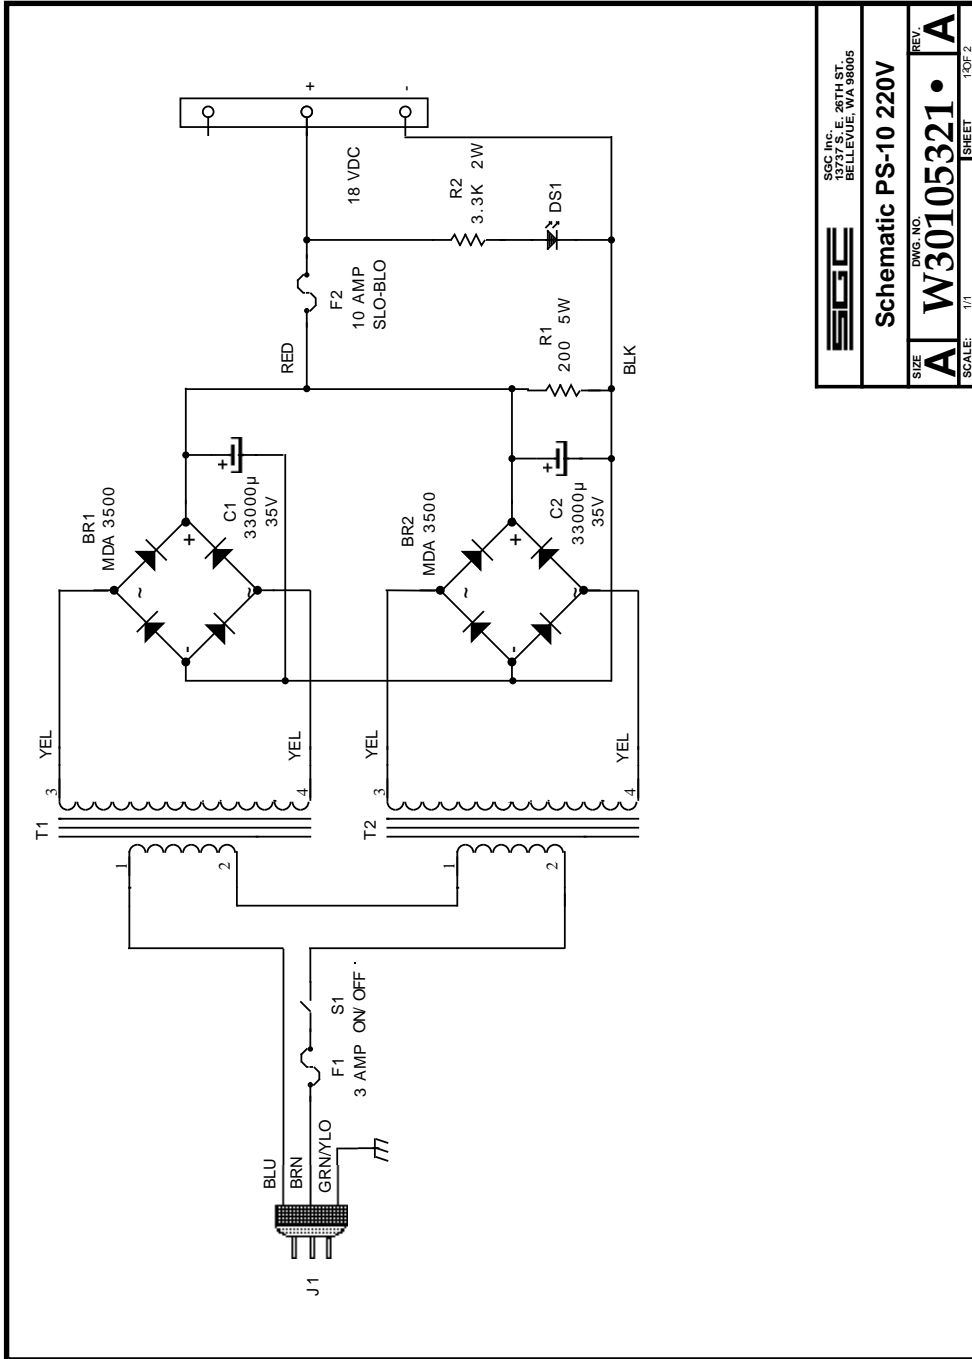 J1
BLU
BRN
GRN/YLO
F1
3 AMP
S1
ON/ OFF
T1
1
2
3
4
YEL
YEL
T2
1
2
3
4
YEL
YEL
BR1
MDA 3500
+
~
~
-
C1
33000µ
35V
+
BR2
MDA 3500
+
~
~
-
C2
33000µ
35V
+
RED
F2
10 AMP
SLO-BLO
R1
200 5W
BLK
R2
3.3K 2W
DS1
18 VDC
+
-
SGC
SGC Inc.
13737 S. E. 26TH ST.
BELLEVUE, WA 98005
Schematic PS-10 220V
SIZE
A
DWG. NO.
W30105321 •
REV.
A
SCALE: 1/1
SHEET
OF 2